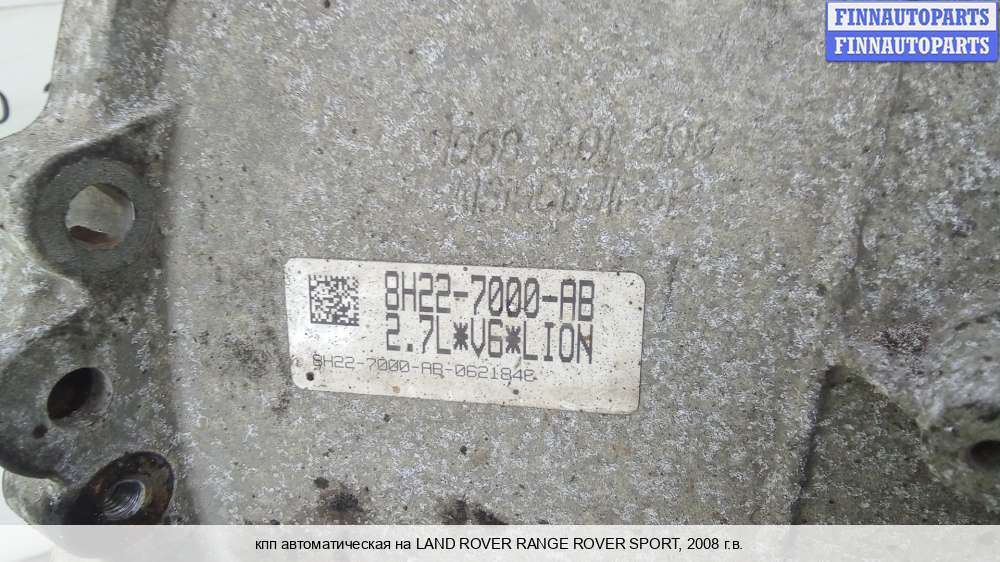 FINNAUTOPARTS
FINNAUTOPARTS
8H22-7000-AB
2.7L*V6*LION
8H22-7000-AB-062184
кпп автоматическая на LAND ROVER RANGE ROVER SPORT, 2008 г.в.